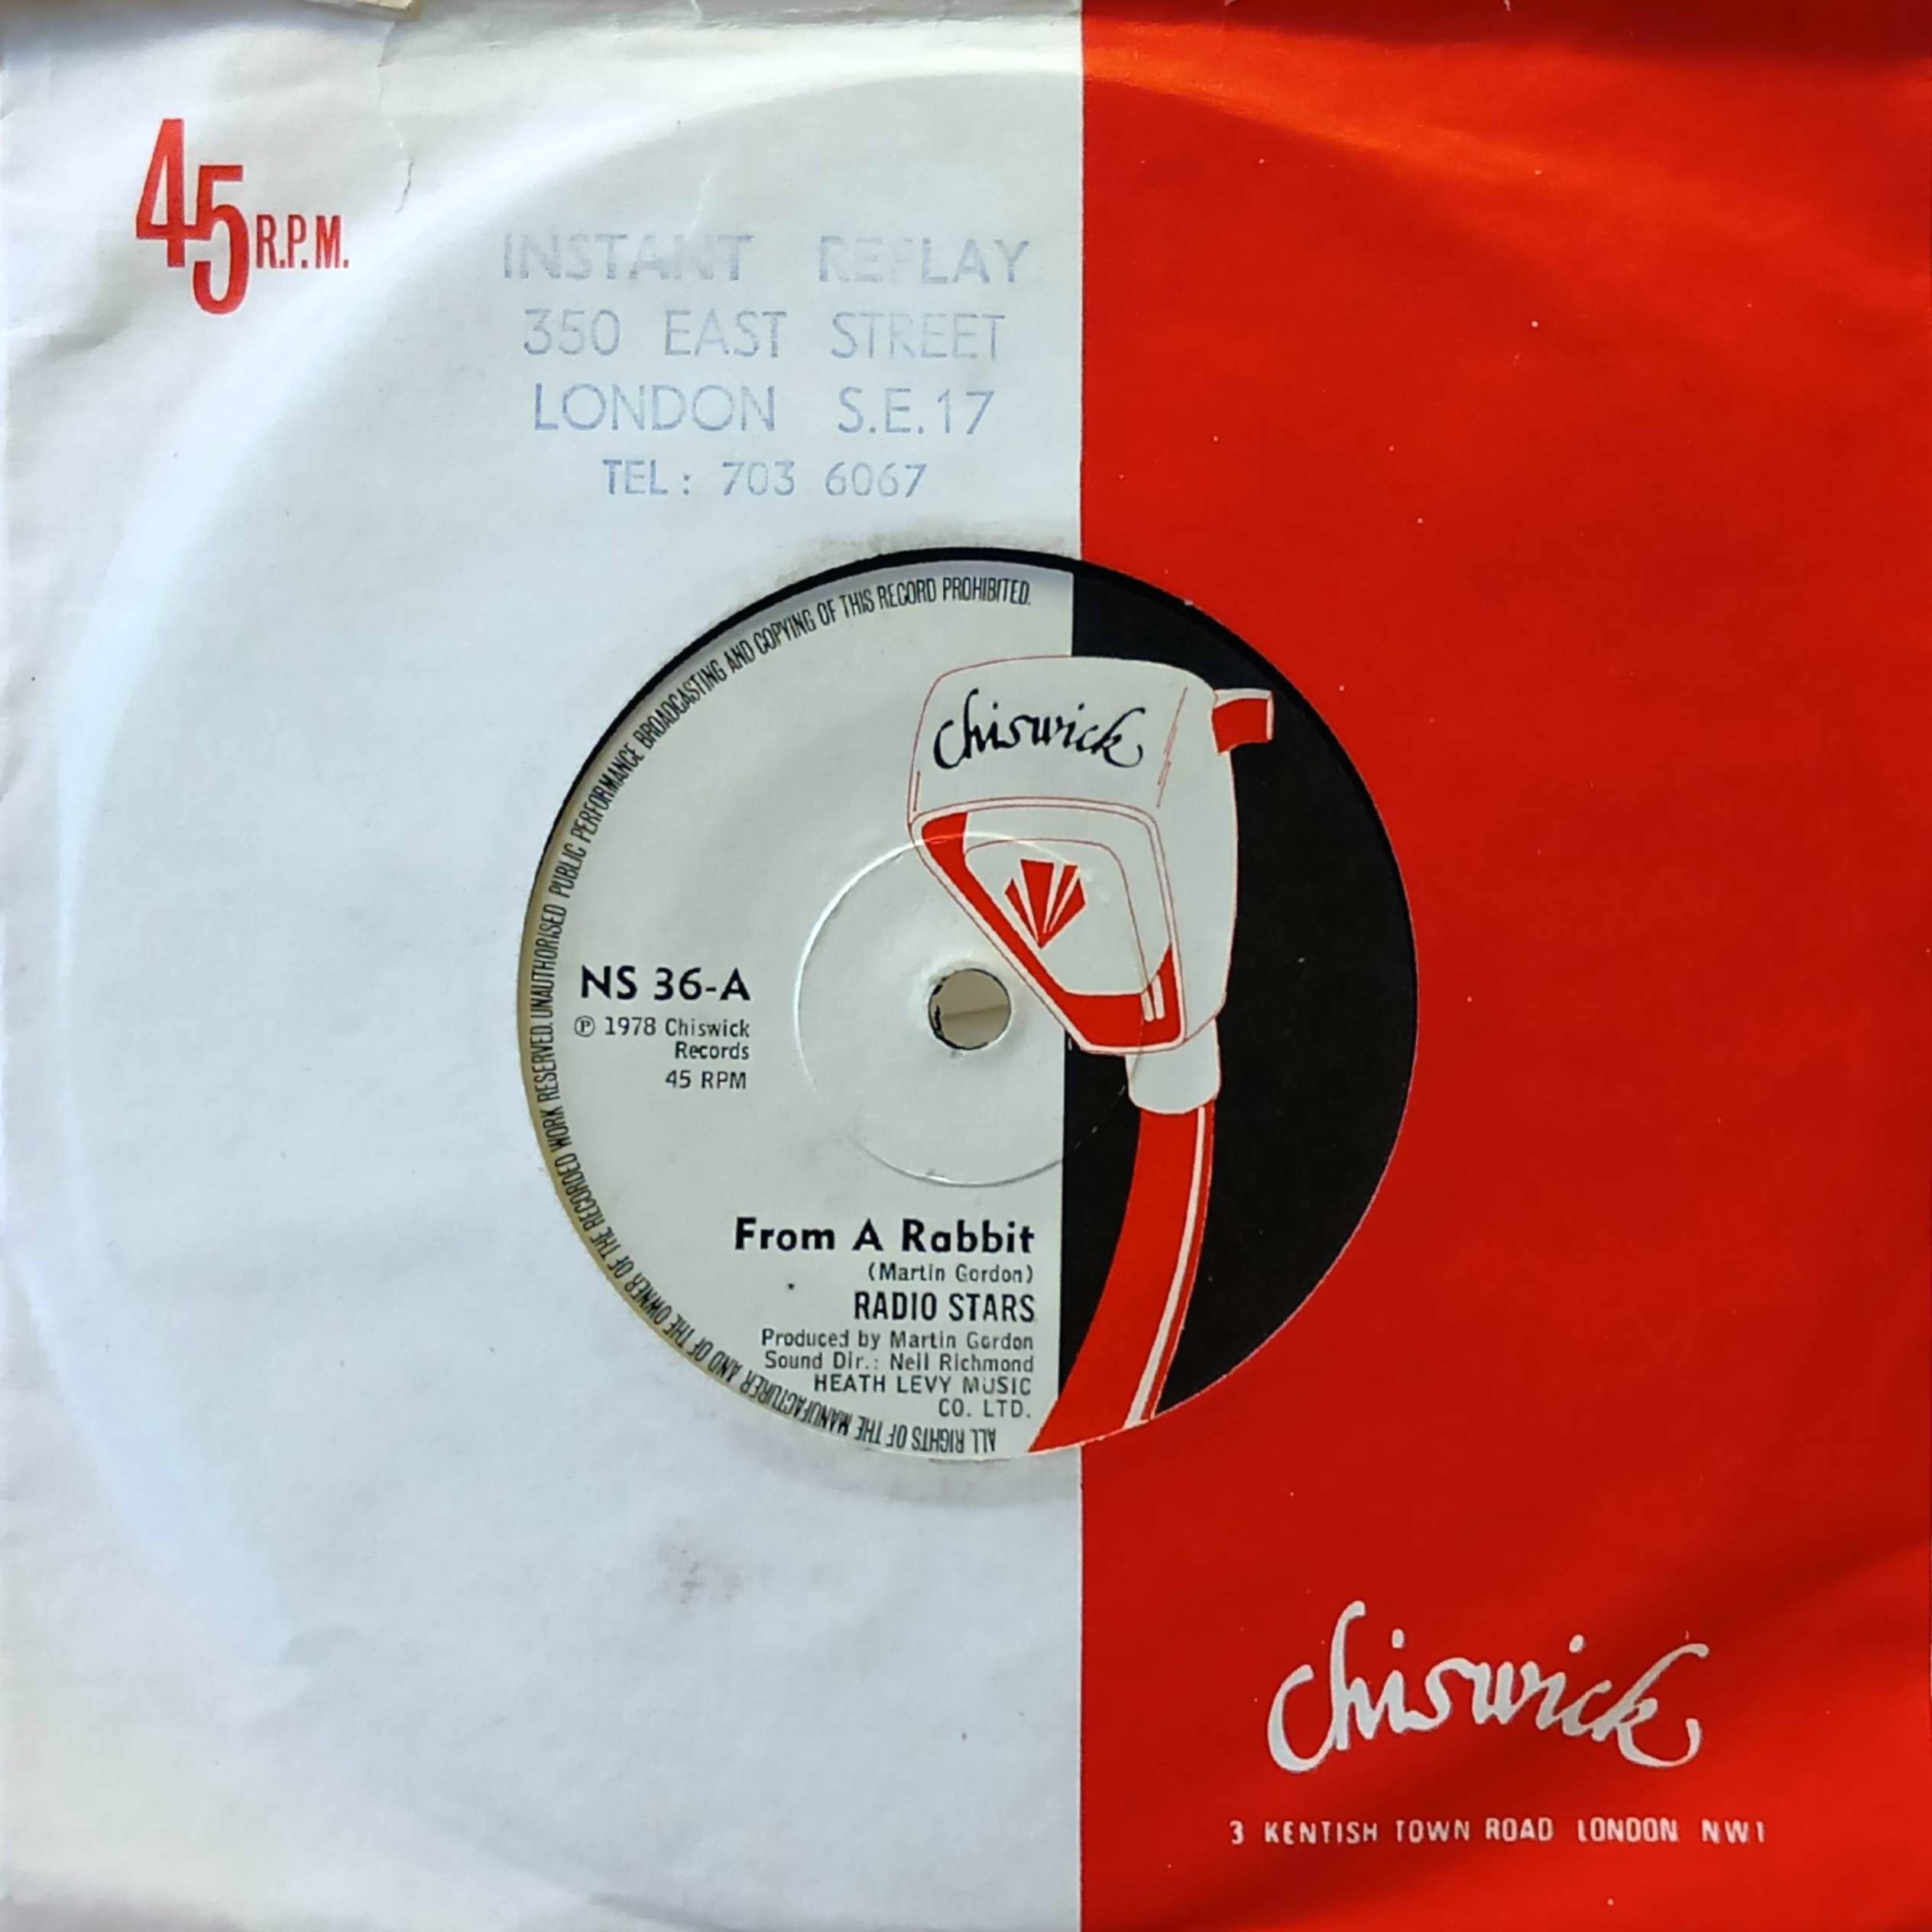 45 R.P.M.
INSTANT REPLAY
350 EAST STREET
LONDON S.E.17
TEL: 703 6067
ALL RIGHTS OF THE MANUFACTURER AND OF THE OWNER OF THE RECORDED WORK RESERVED. UNAUTHORISED PUBLIC PERFORMANCE BROADCASTING AND COPYING OF THIS RECORD PROHIBITED.
Chiswick
NS 36-A
℗ 1978 Chiswick
Records
45 RPM
From A Rabbit
(Martin Gordon)
RADIO STARS
Produced by Martin Gordon
Sound Dir.: Neil Richmond
HEATH LEVY MUSIC
CO. LTD.
Chiswick
3 KENTISH TOWN ROAD LONDON NW1